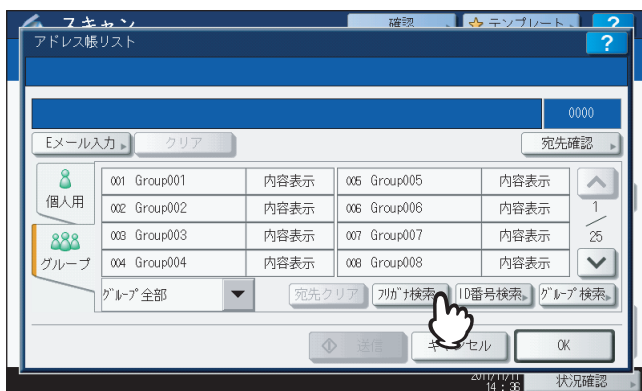 スキャン 確認 テンプレート ?
アドレス帳リスト ?
0000
Eメール入力 クリア 宛先確認
個人用
グループ
001 Group001 内容表示 005 Group005 内容表示
002 Group002 内容表示 006 Group006 内容表示
003 Group003 内容表示 007 Group007 内容表示
004 Group004 内容表示 008 Group008 内容表示
1/25
ｸﾞﾙｰﾌﾟ全部 宛先クリア ﾌﾘｶﾞﾅ検索 ID番号検索 ｸﾞﾙｰﾌﾟ検索
送信 キャンセル OK
2011/11/11
14:36 状況確認